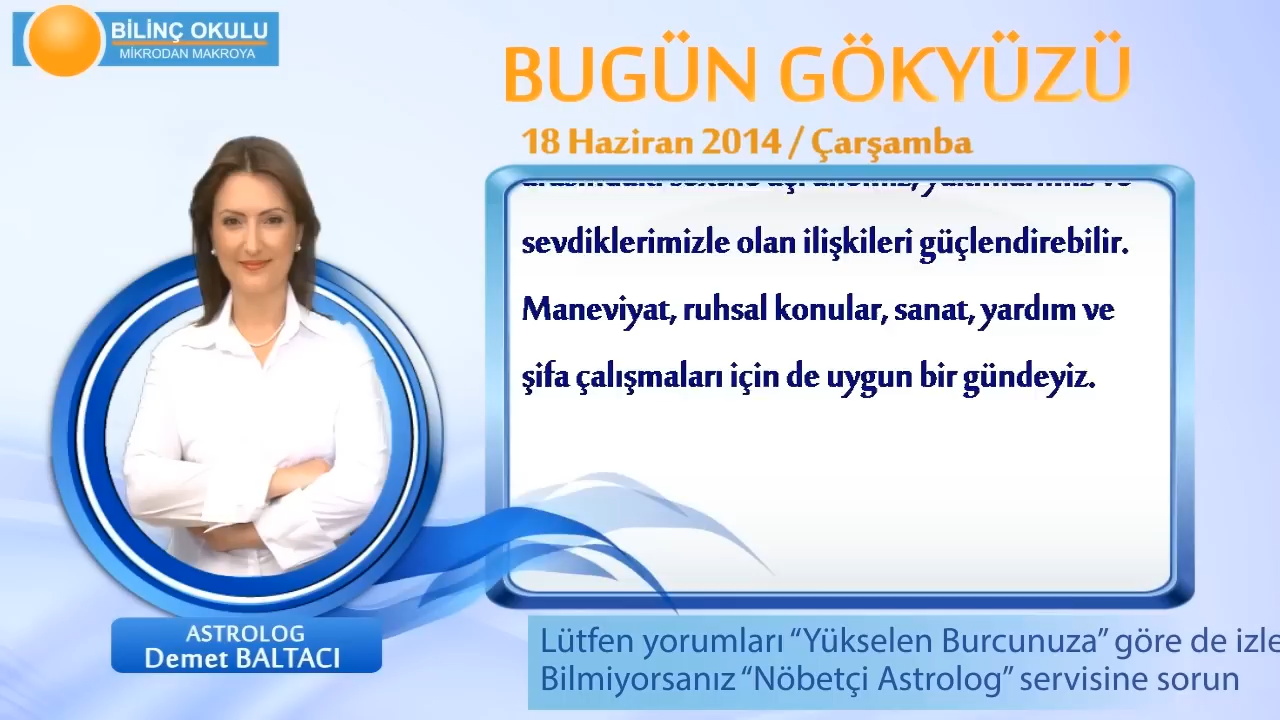 BİLİNÇ OKULU
MİKRODAN MAKROYA
BUGÜN GÖKYÜZÜ
18 Haziran 2014 / Çarşamba
sevdiklerimizle olan ilişkileri güçlendirebilir.
Maneviyat, ruhsal konular, sanat, yardım ve
şifa çalışmaları için de uygun bir gündeyiz.
ASTROLOG
Demet BALTACI
Lütfen yorumları “Yükselen Burcunuza” göre de izle
Bilmiyorsanız “Nöbetçi Astrolog” servisine sorun